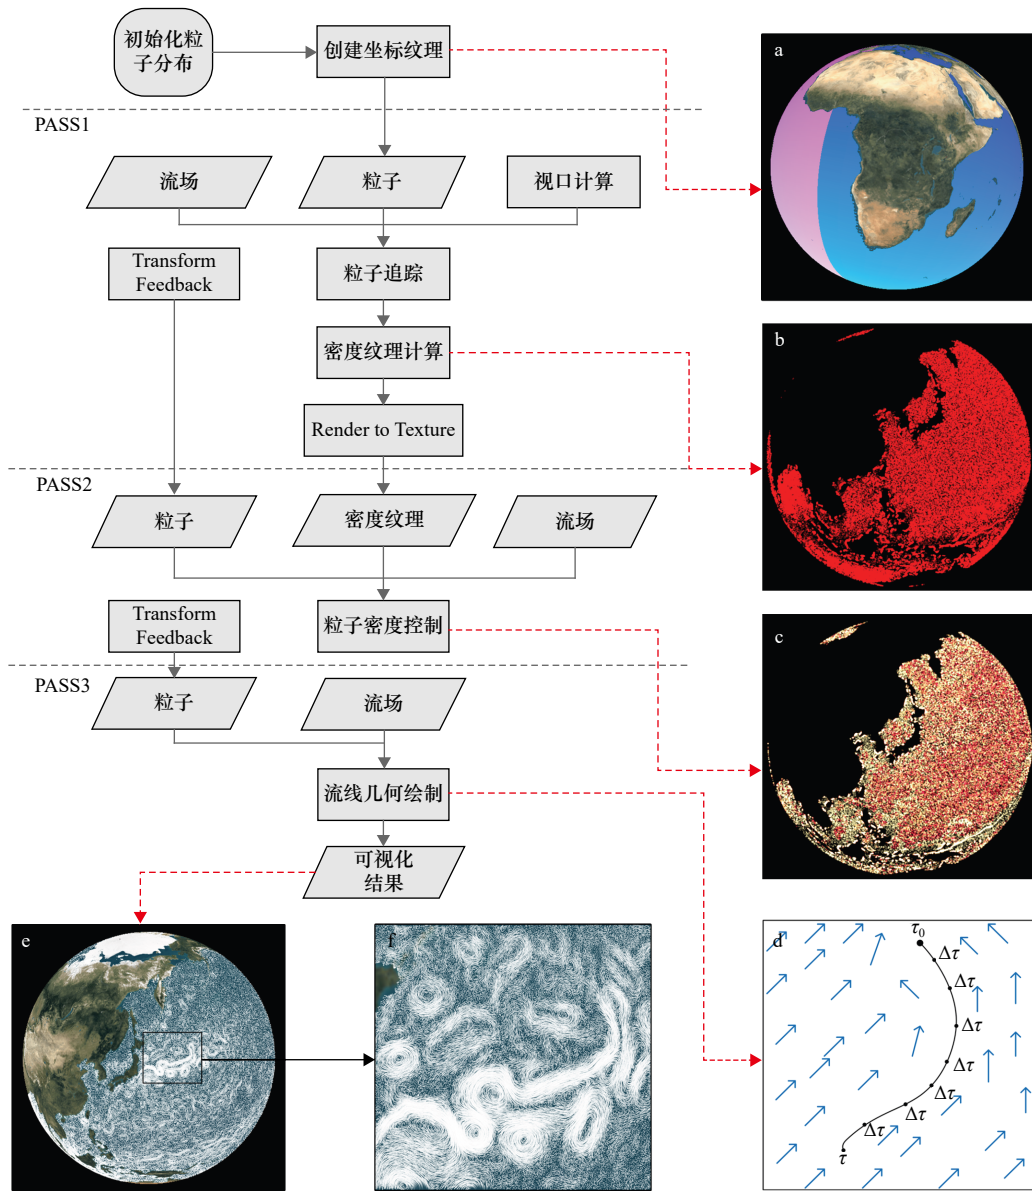 初始化粒
子分布
创建坐标纹理
a
PASS1
流场
粒子
视口计算
Transform
Feedback
粒子追踪
密度纹理计算
b
Render to Texture
PASS2
粒子
密度纹理
流场
Transform
Feedback
粒子密度控制
c
PASS3
粒子
流场
流线几何绘制
可视化
结果
e
f
d
τ0
Δτ
Δτ
Δτ
Δτ
Δτ
Δτ
Δτ
τ